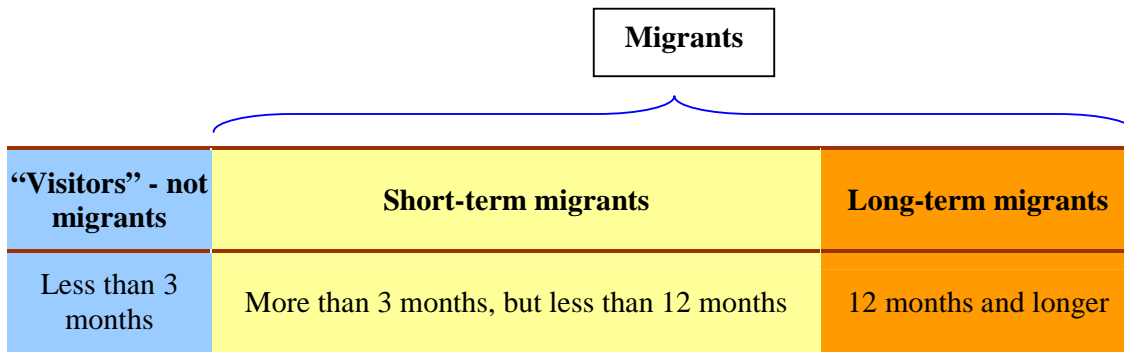 Migrants
“Visitors” - not
migrants
Short-term migrants
Long-term migrants
Less than 3
months
More than 3 months, but less than 12 months
12 months and longer